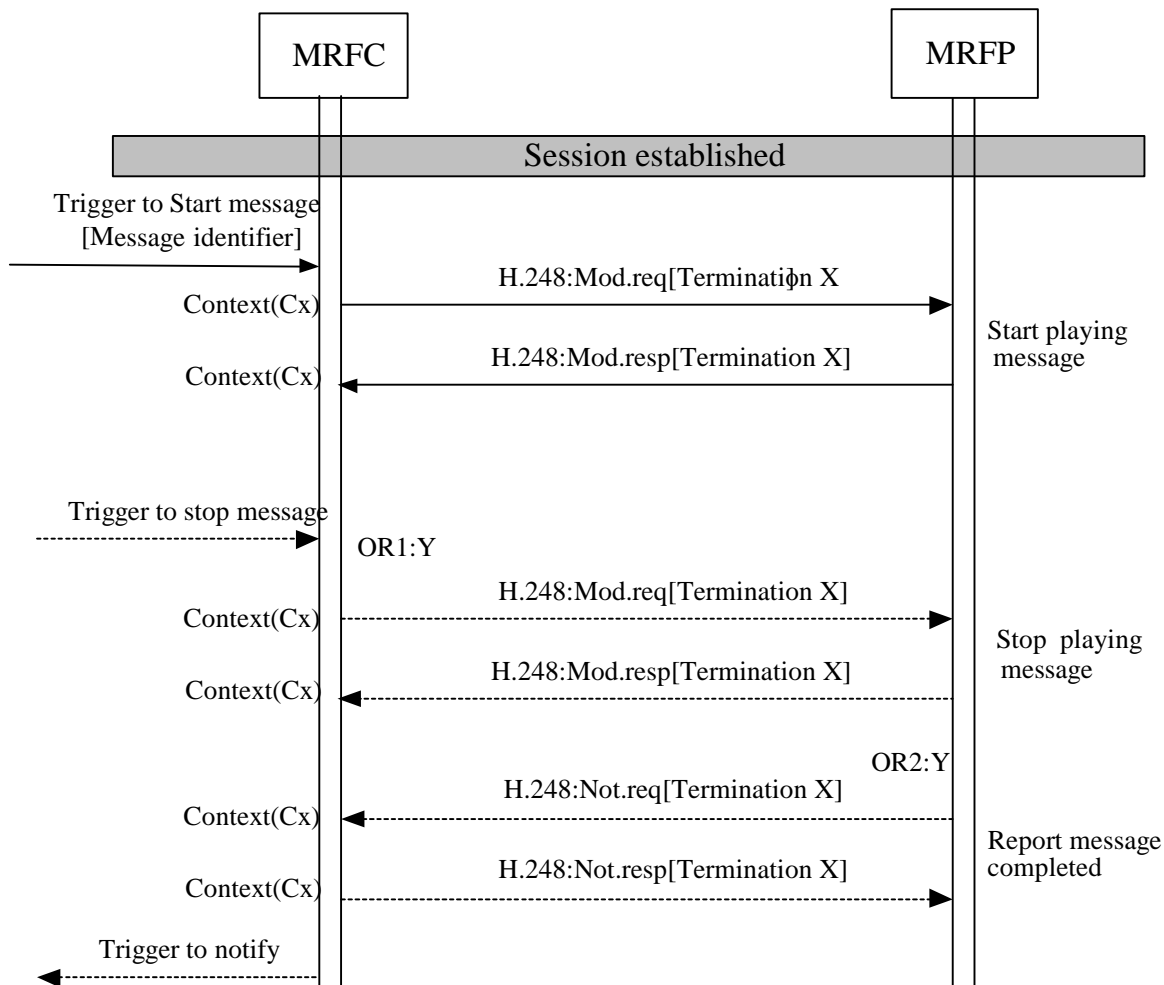 MRFC
MRFP
Session established
Trigger to Start message
[Message identifier]
H.248:Mod.req[Termination X]
Context(Cx)
Start playing
message
H.248:Mod.resp[Termination X]
Context(Cx)
Trigger to stop message
OR1:Y
H.248:Mod.req[Termination X]
Context(Cx)
Stop playing
message
H.248:Mod.resp[Termination X]
Context(Cx)
OR2:Y
H.248:Not.req[Termination X]
Context(Cx)
Report message
completed
H.248:Not.resp[Termination X]
Context(Cx)
Trigger to notify